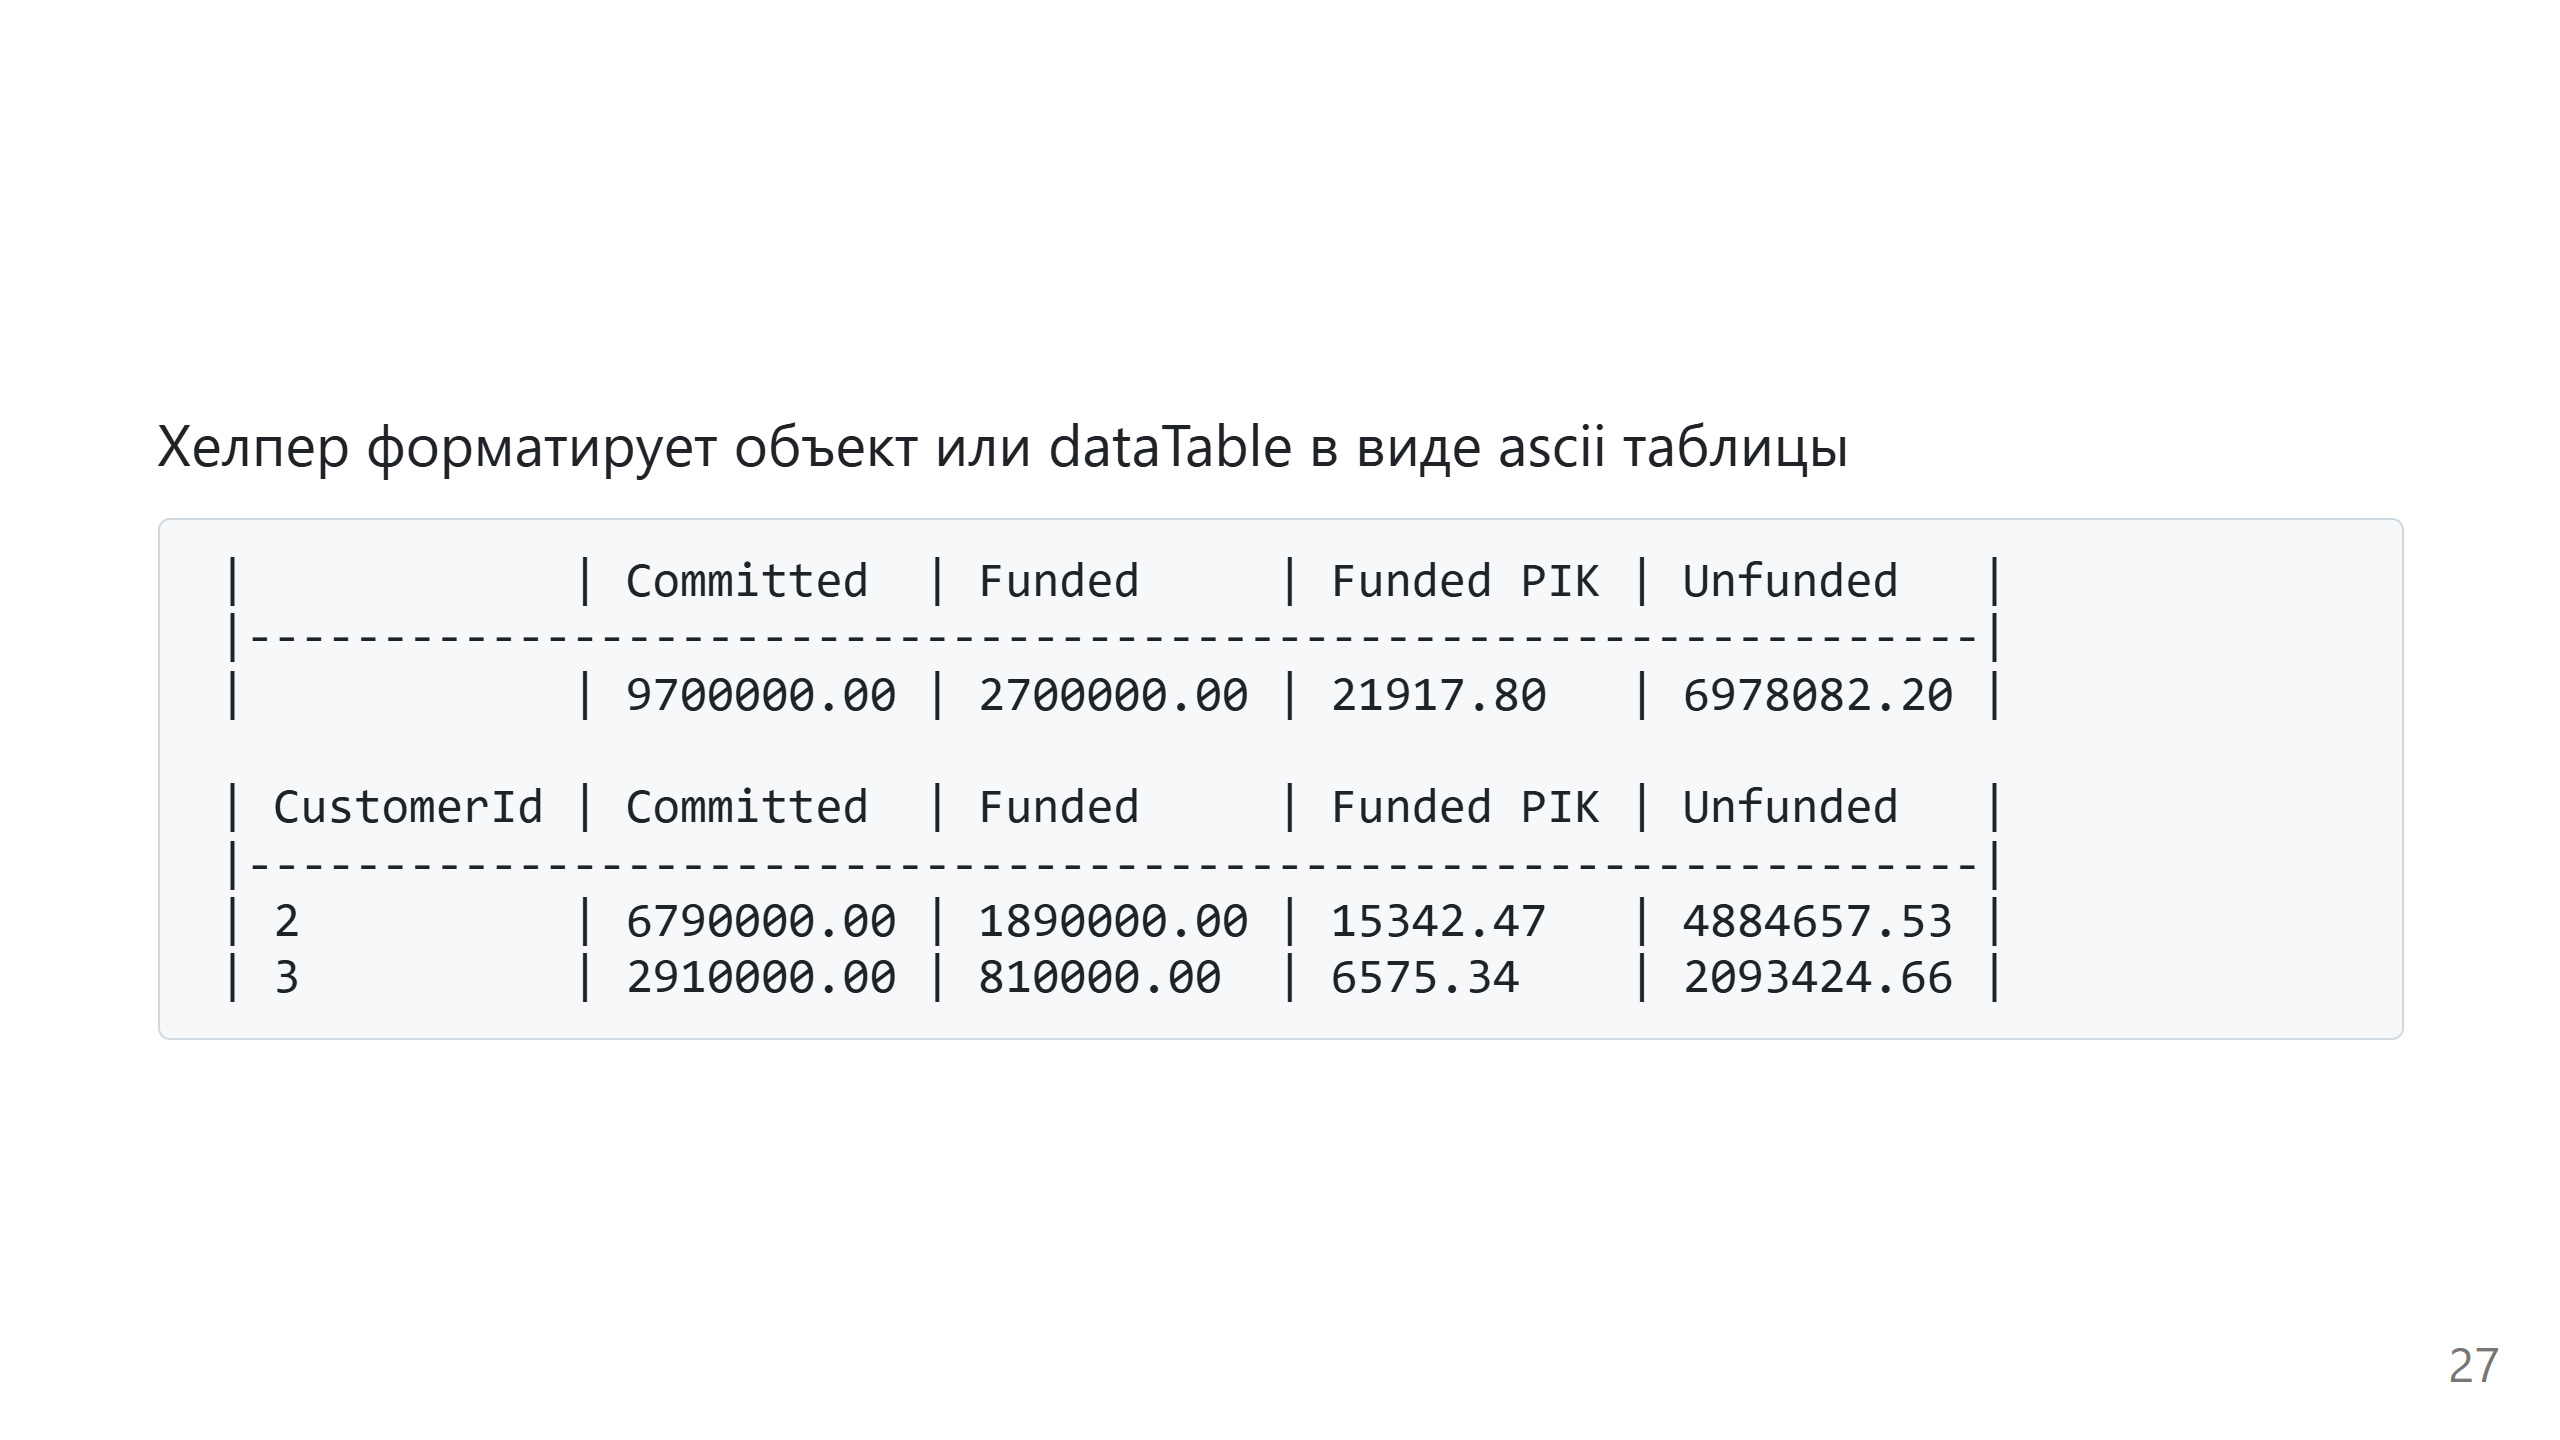 Хелпер форматирует объект или dataTable в виде ascii таблицы
|            | Committed  | Funded     | Funded PIK | Unfunded   |
|----------------------------------------------------------------|
|            | 9700000.00 | 2700000.00 | 21917.80   | 6978082.20 |
| CustomerId | Committed  | Funded     | Funded PIK | Unfunded   |
|----------------------------------------------------------------|
| 2          | 6790000.00 | 1890000.00 | 15342.47   | 4884657.53 |
| 3          | 2910000.00 | 810000.00  | 6575.34    | 2093424.66 |
27